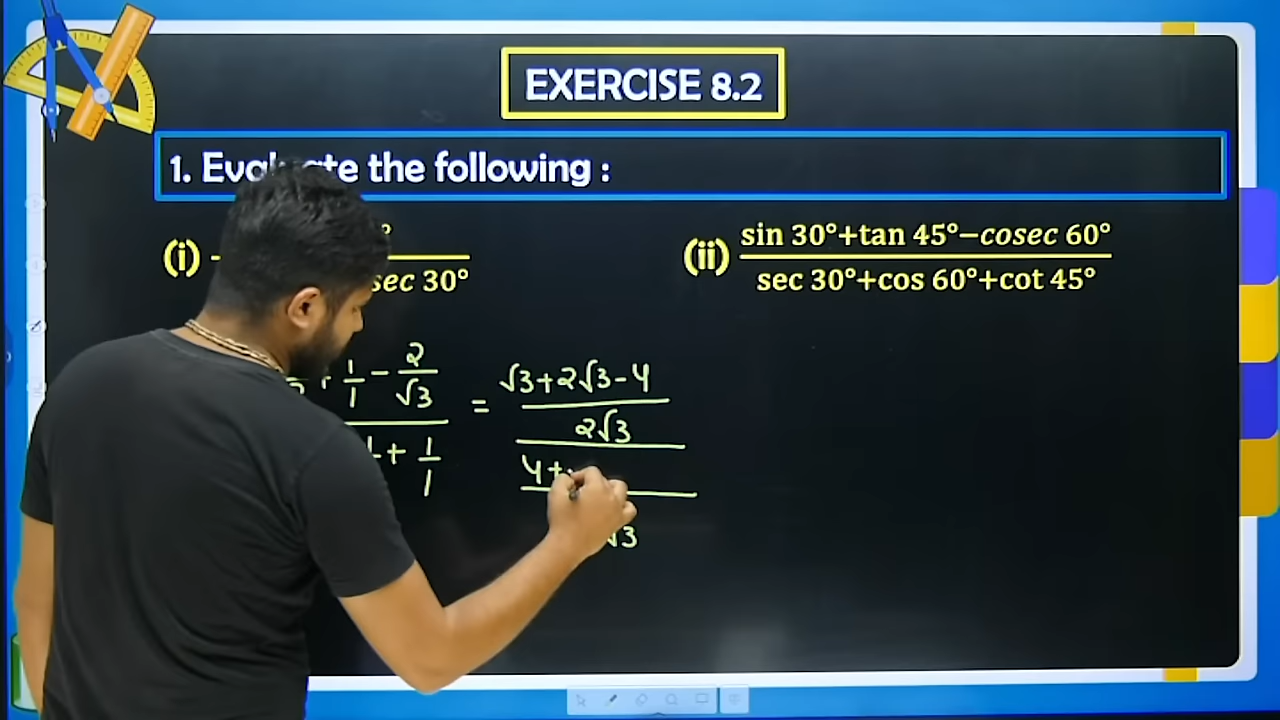 EXERCISE 8.2
1. Evaluate the following :
(i) sec 30°
(ii) sin 30°+tan 45°−cosec 60°
sec 30°+cos 60°+cot 45°
1/1 − 2/√3
+ 1/1
= √3+2√3-4
2√3
4+
√3